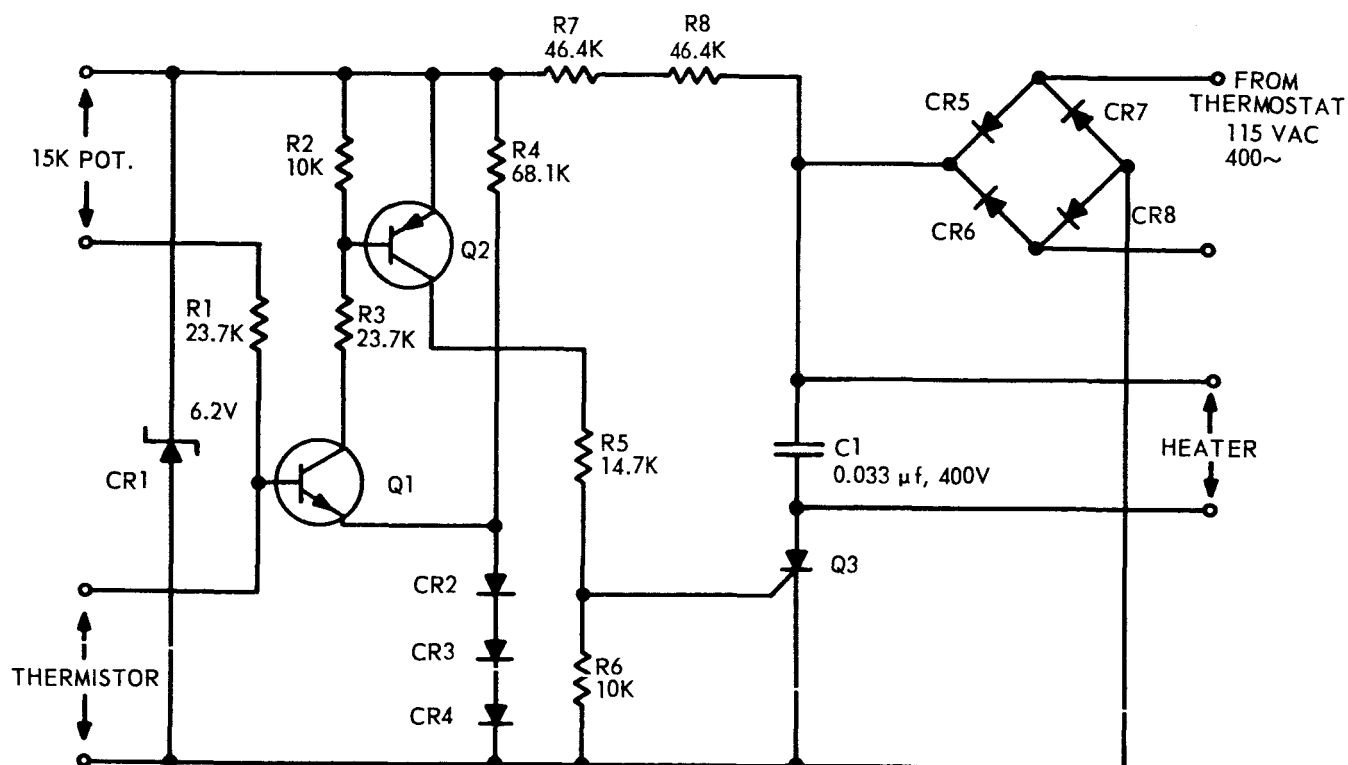 R7
46.4K
R8
46.4K
FROM
THERMOSTAT
115 VAC
400~
CR5
CR7
CR6
CR8
15K POT.
R2
10K
R4
68.1K
Q2
R1
23.7K
R3
23.7K
6.2V
CR1
Q1
R5
14.7K
C1
0.033 μf, 400V
HEATER
Q3
CR2
CR3
CR4
THERMISTOR
R6
10K